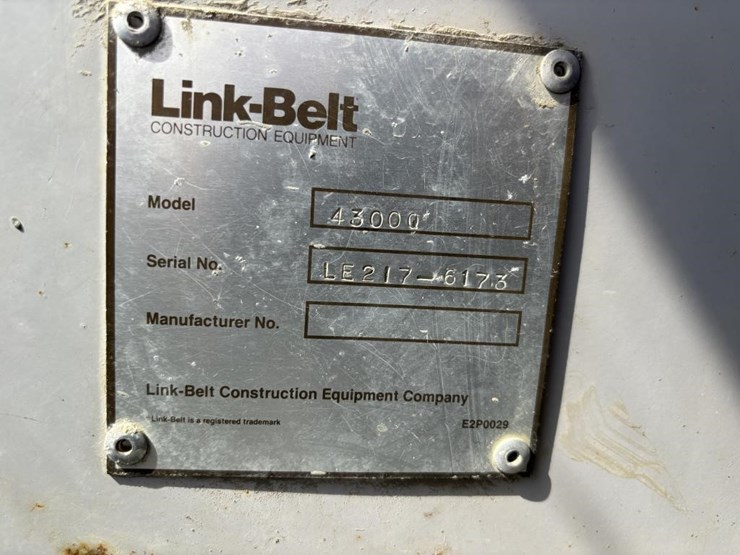 Link-Belt
CONSTRUCTION EQUIPMENT
Model 4300Q
Serial No. LE217-6173
Manufacturer No.
Link-Belt Construction Equipment Company
Link-Belt is a registered trademark E2P0029